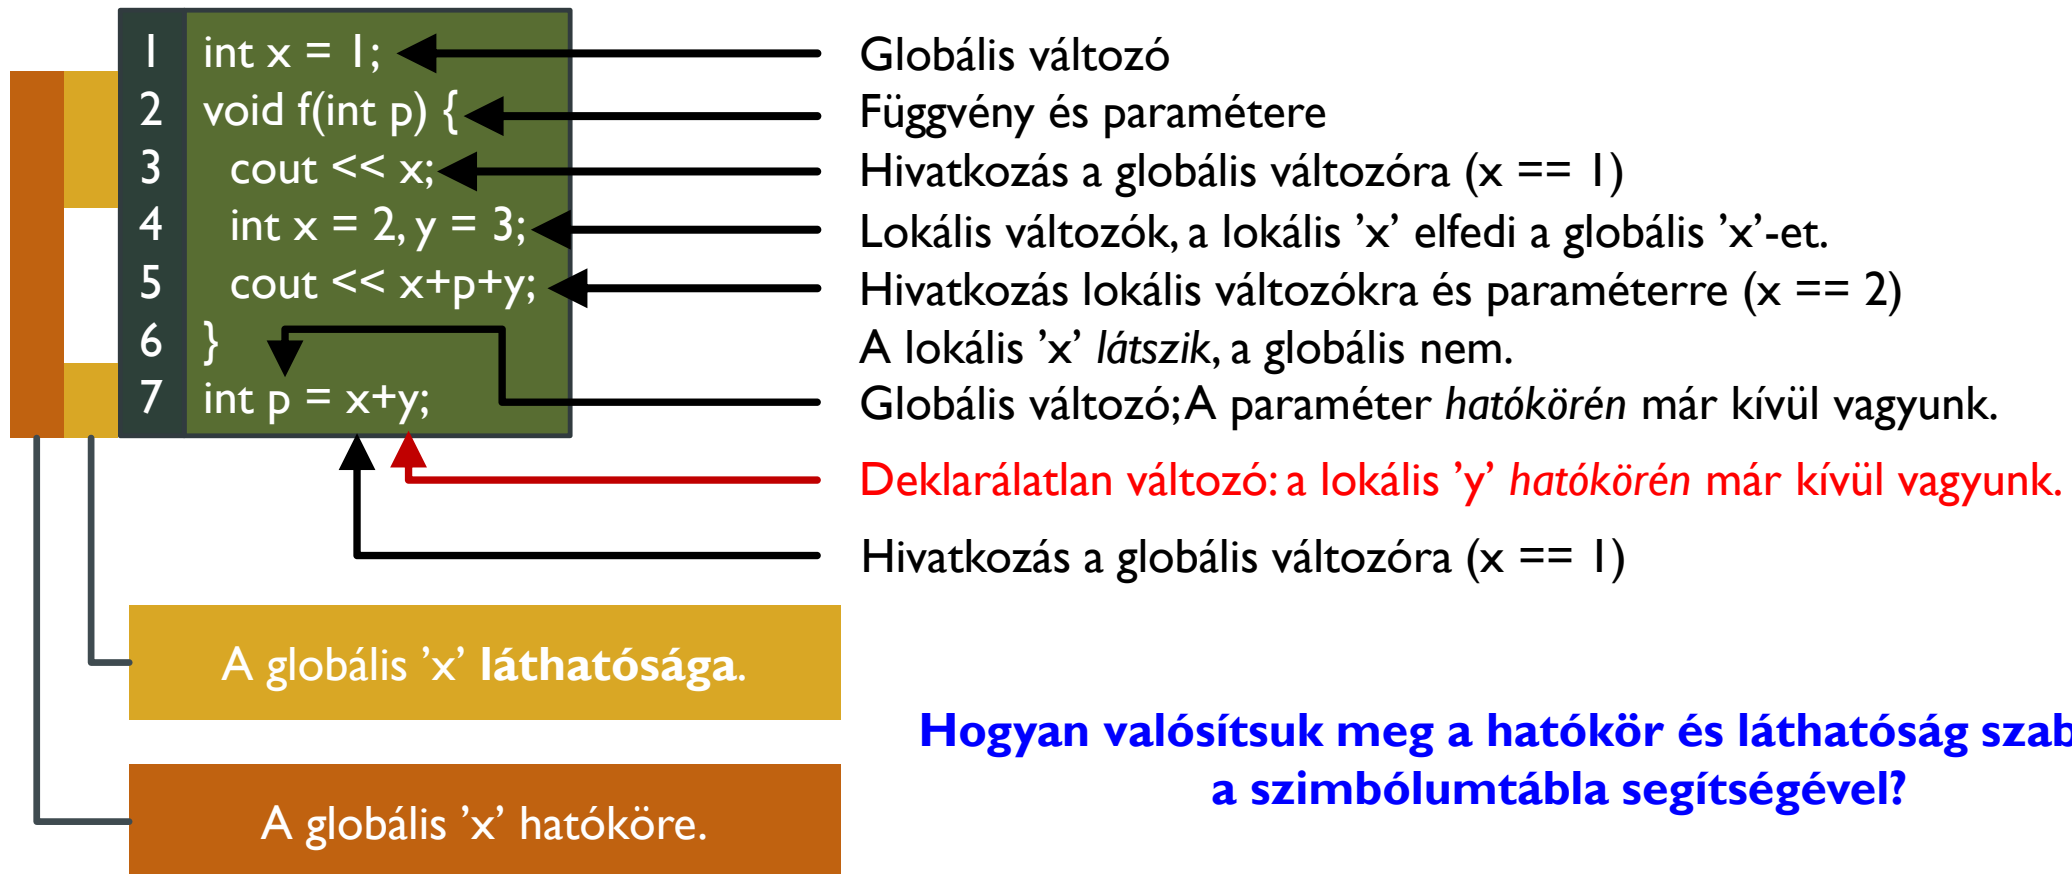 1 int x = 1;
2 void f(int p) {
3 cout << x;
4 int x = 2, y = 3;
5 cout << x+p+y;
6 }
7 int p = x+y;
Globális változó
Függvény és paramétere
Hivatkozás a globális változóra (x == 1)
Lokális változók, a lokális ’x’ elfedi a globális ’x’-et.
Hivatkozás lokális változókra és paraméterre (x == 2)
A lokális ’x’ látszik, a globális nem.
Globális változó; A paraméter hatókörén már kívül vagyunk.
Deklarálatlan változó: a lokális ’y’ hatókörén már kívül vagyunk.
Hivatkozás a globális változóra (x == 1)
A globális ’x’ láthatósága.
A globális ’x’ hatóköre.
Hogyan valósítsuk meg a hatókör és láthatóság
a szimbólumtábla segítségével?